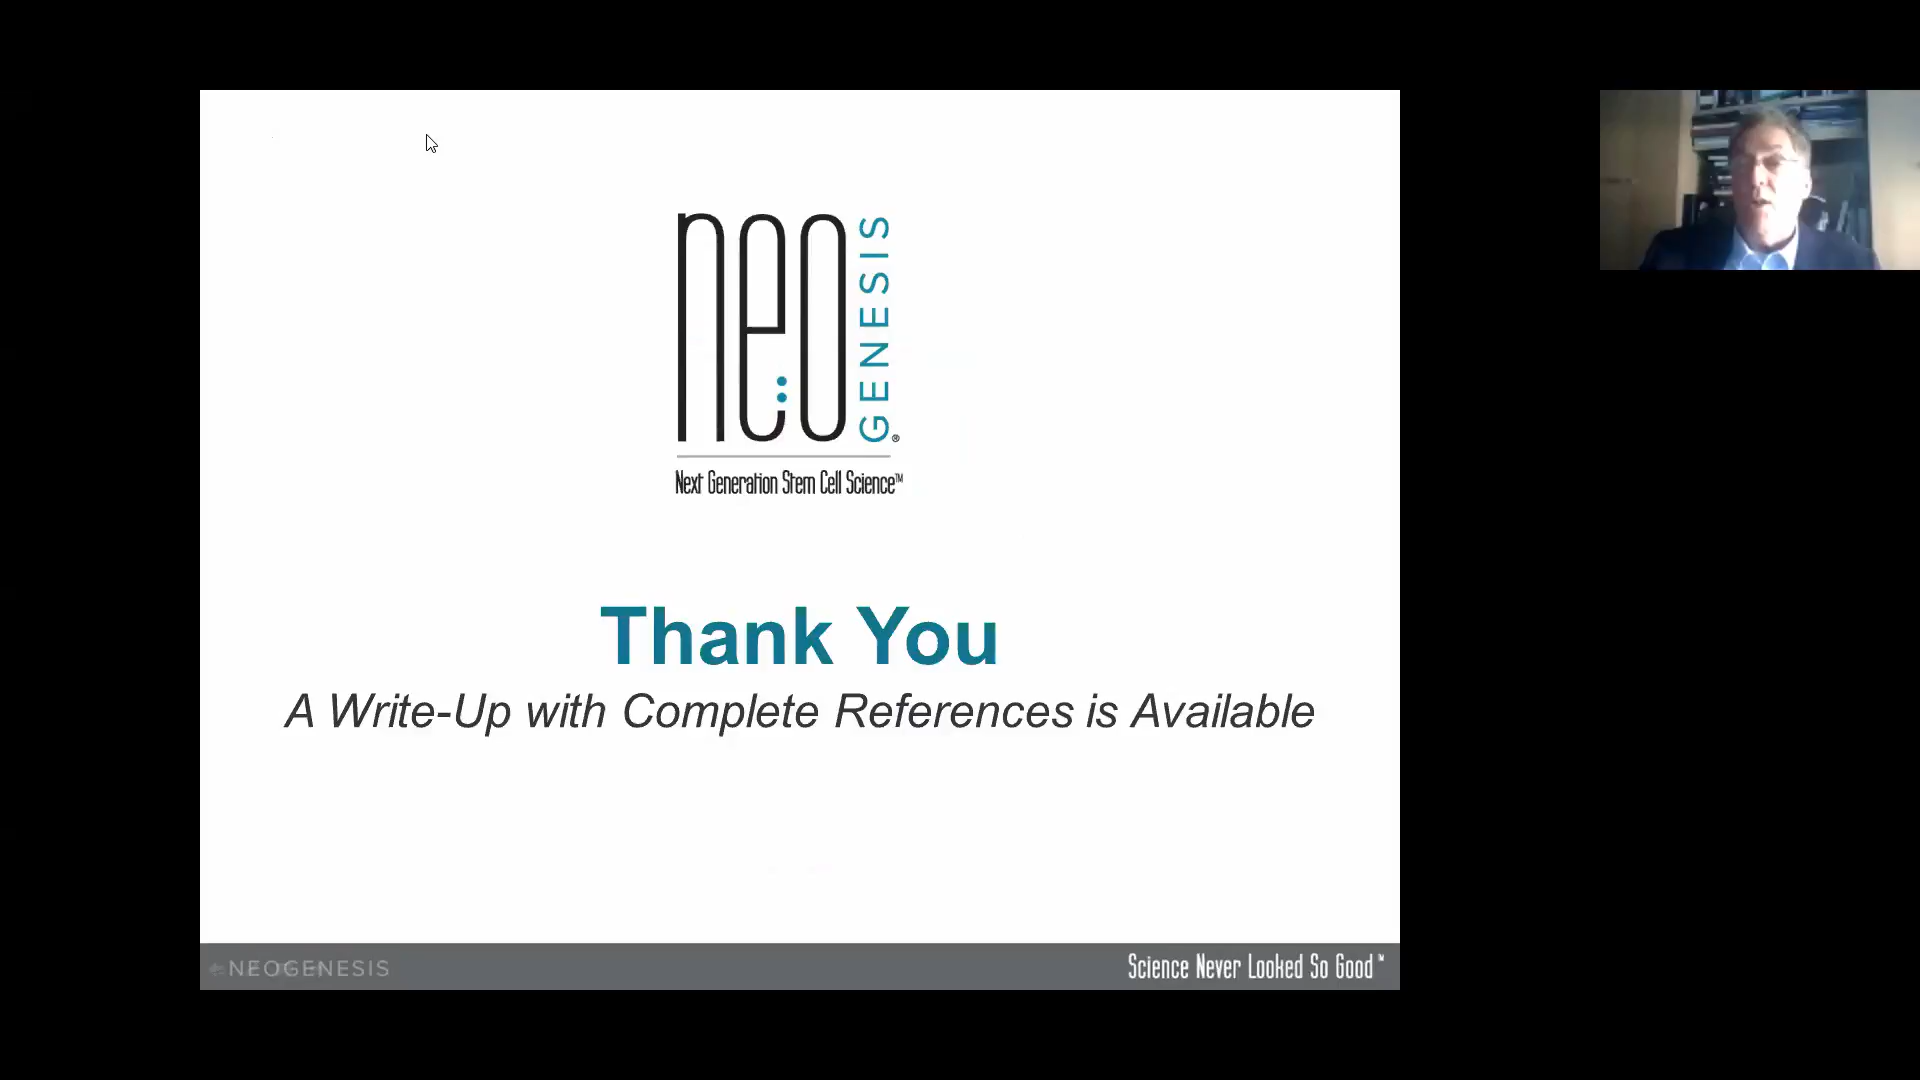 neo
GENESIS®
Next Generation Stem Cell Science™
Thank You
A Write-Up with Complete References is Available
NEOGENESIS
Science Never Looked So Good™